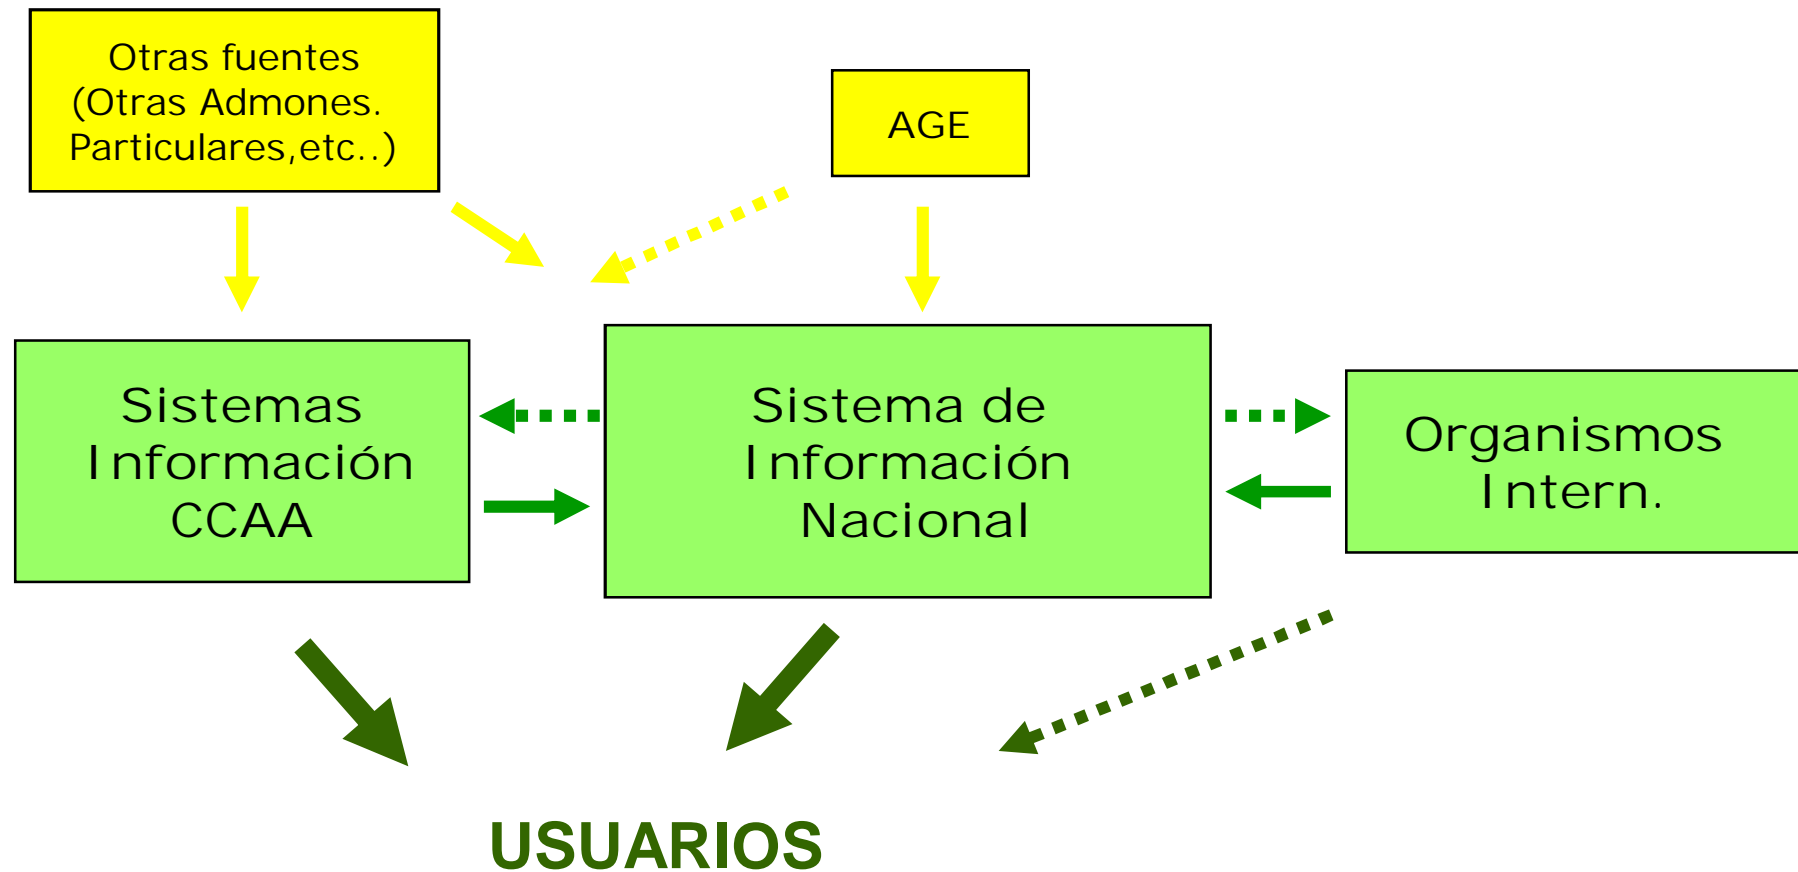 Otras fuentes
(Otras Admones.
Particulares,etc..)
AGE
Sistemas
Información
CCAA
Sistema de
Información
Nacional
Organismos
Intern.
USUARIOS